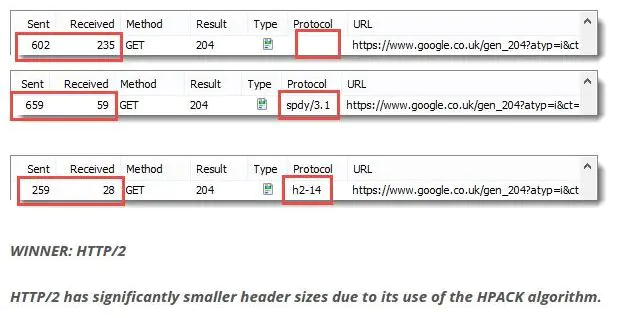 Sent Received Method Result Type Protocol URL
602 235 GET 204 https://www.google.co.uk/gen_204?atyp=i&ct
Sent Received Method Result Type Protocol URL
659 59 GET 204 spdy/3.1 https://www.google.co.uk/gen_204?atyp=i&ct=
Sent Received Method Result Type Protocol URL
259 28 GET 204 h2-14 https://www.google.co.uk/gen_204?atyp=i&ct
WINNER: HTTP/2
HTTP/2 has significantly smaller header sizes due to its use of the HPACK algorithm.